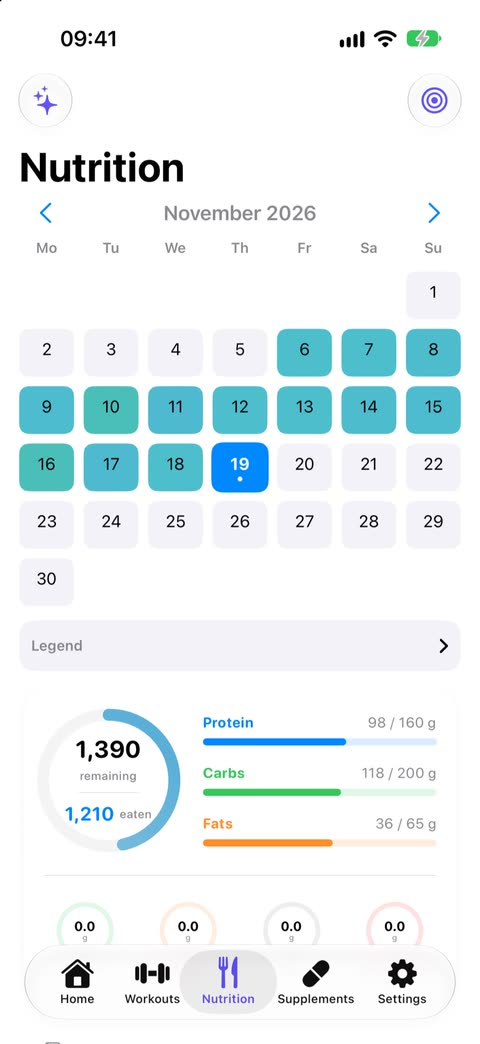 09:41
Nutrition
November 2026
Mo Tu We Th Fr Sa Su
1
2 3 4 5 6 7 8
9 10 11 12 13 14 15
16 17 18 19 20 21 22
23 24 25 26 27 28 29
30
Legend
1,390
remaining
1,210 eaten
Protein 98 / 160 g
Carbs 118 / 200 g
Fats 36 / 65 g
0.0 0.0 0.0 0.0
g g g g
Home Workouts Nutrition Supplements Settings